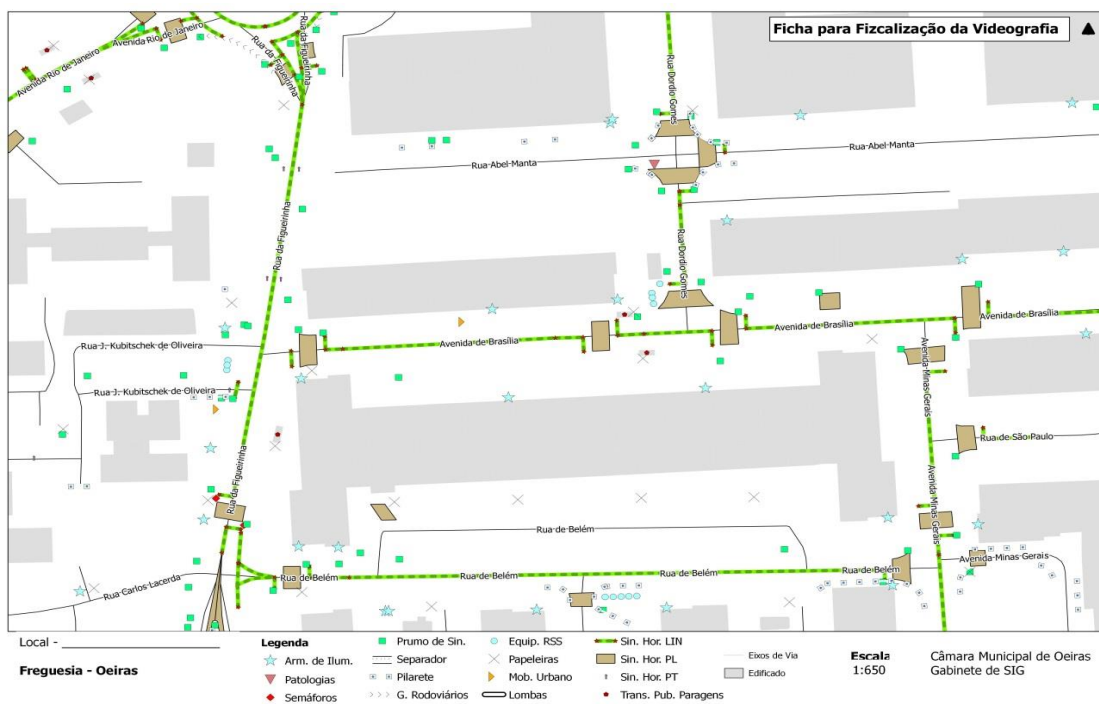 Ficha para Fizcalização da Videografia
Avenida Rio de Janeiro
Avenida Rio de Janeiro
Rua da Figueirinha
Rua da Figueirinha
Rua Dordio Gomes
Rua Abel Manta
Rua Abel Manta
Rua da Figueirinha
Rua Dordio Gomes
Avenida de Brasília
Avenida de Brasília
Avenida de Brasília
Rua J. Kubitschek de Oliveira
Rua J. Kubitschek de Oliveira
Avenida Minas Gerais
Rua de São Paulo
Rua da Figueirinha
Avenida Minas Gerais
Rua de Belém
Avenida Minas Gerais
Rua Carlos Lacerda
Rua de Belém
Rua de Belém
Rua de Belém
Rua de Belém
Local -
Freguesia - Oeiras
Legenda
Arm. de Ilum.
Patologias
Semáforos
Prumo de Sin.
Separador
Pilarete
G. Rodoviários
Equip. RSS
Papeleiras
Mob. Urbano
Lombas
Sin. Hor. LIN
Sin. Hor. PL
Sin. Hor. PT
Trans. Pub. Paragens
Eixos de Via
Edificado
Escala
1:650
Câmara Municipal de Oeiras
Gabinete de SIG